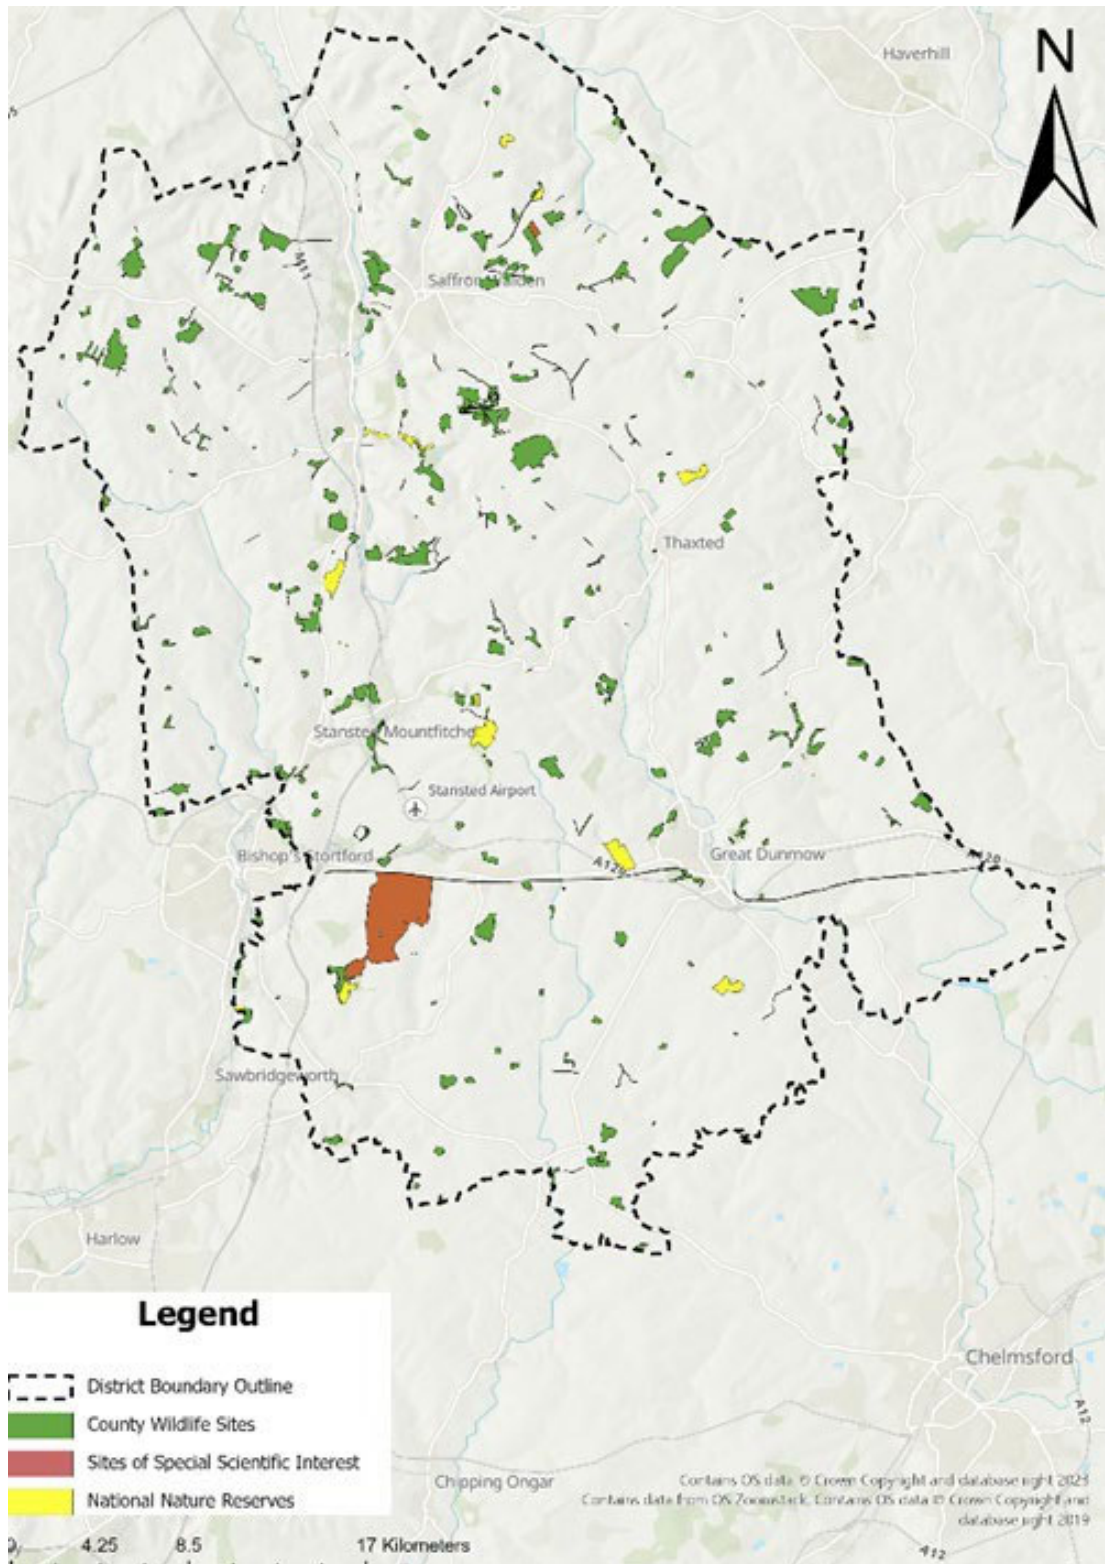 N
Haverhill
M11
Saffron Walden
Thaxted
Stansted Mountfitche
Stansted Airport
Bishop's Stortford
Great Dunmow
A120
A120
Sawbridgeworth
Harlow
Legend
District Boundary Outline
County Wildlife Sites
Sites of Special Scientific Interest
National Nature Reserves
Chelmsford
A12
Chipping Ongar
Contains OS data © Crown Copyright and database right 2023
Contains data from OS Zoomstack. Contains OS data © Crown Copyright and
database right 2019
4.25 8.5 17 Kilometers
A12